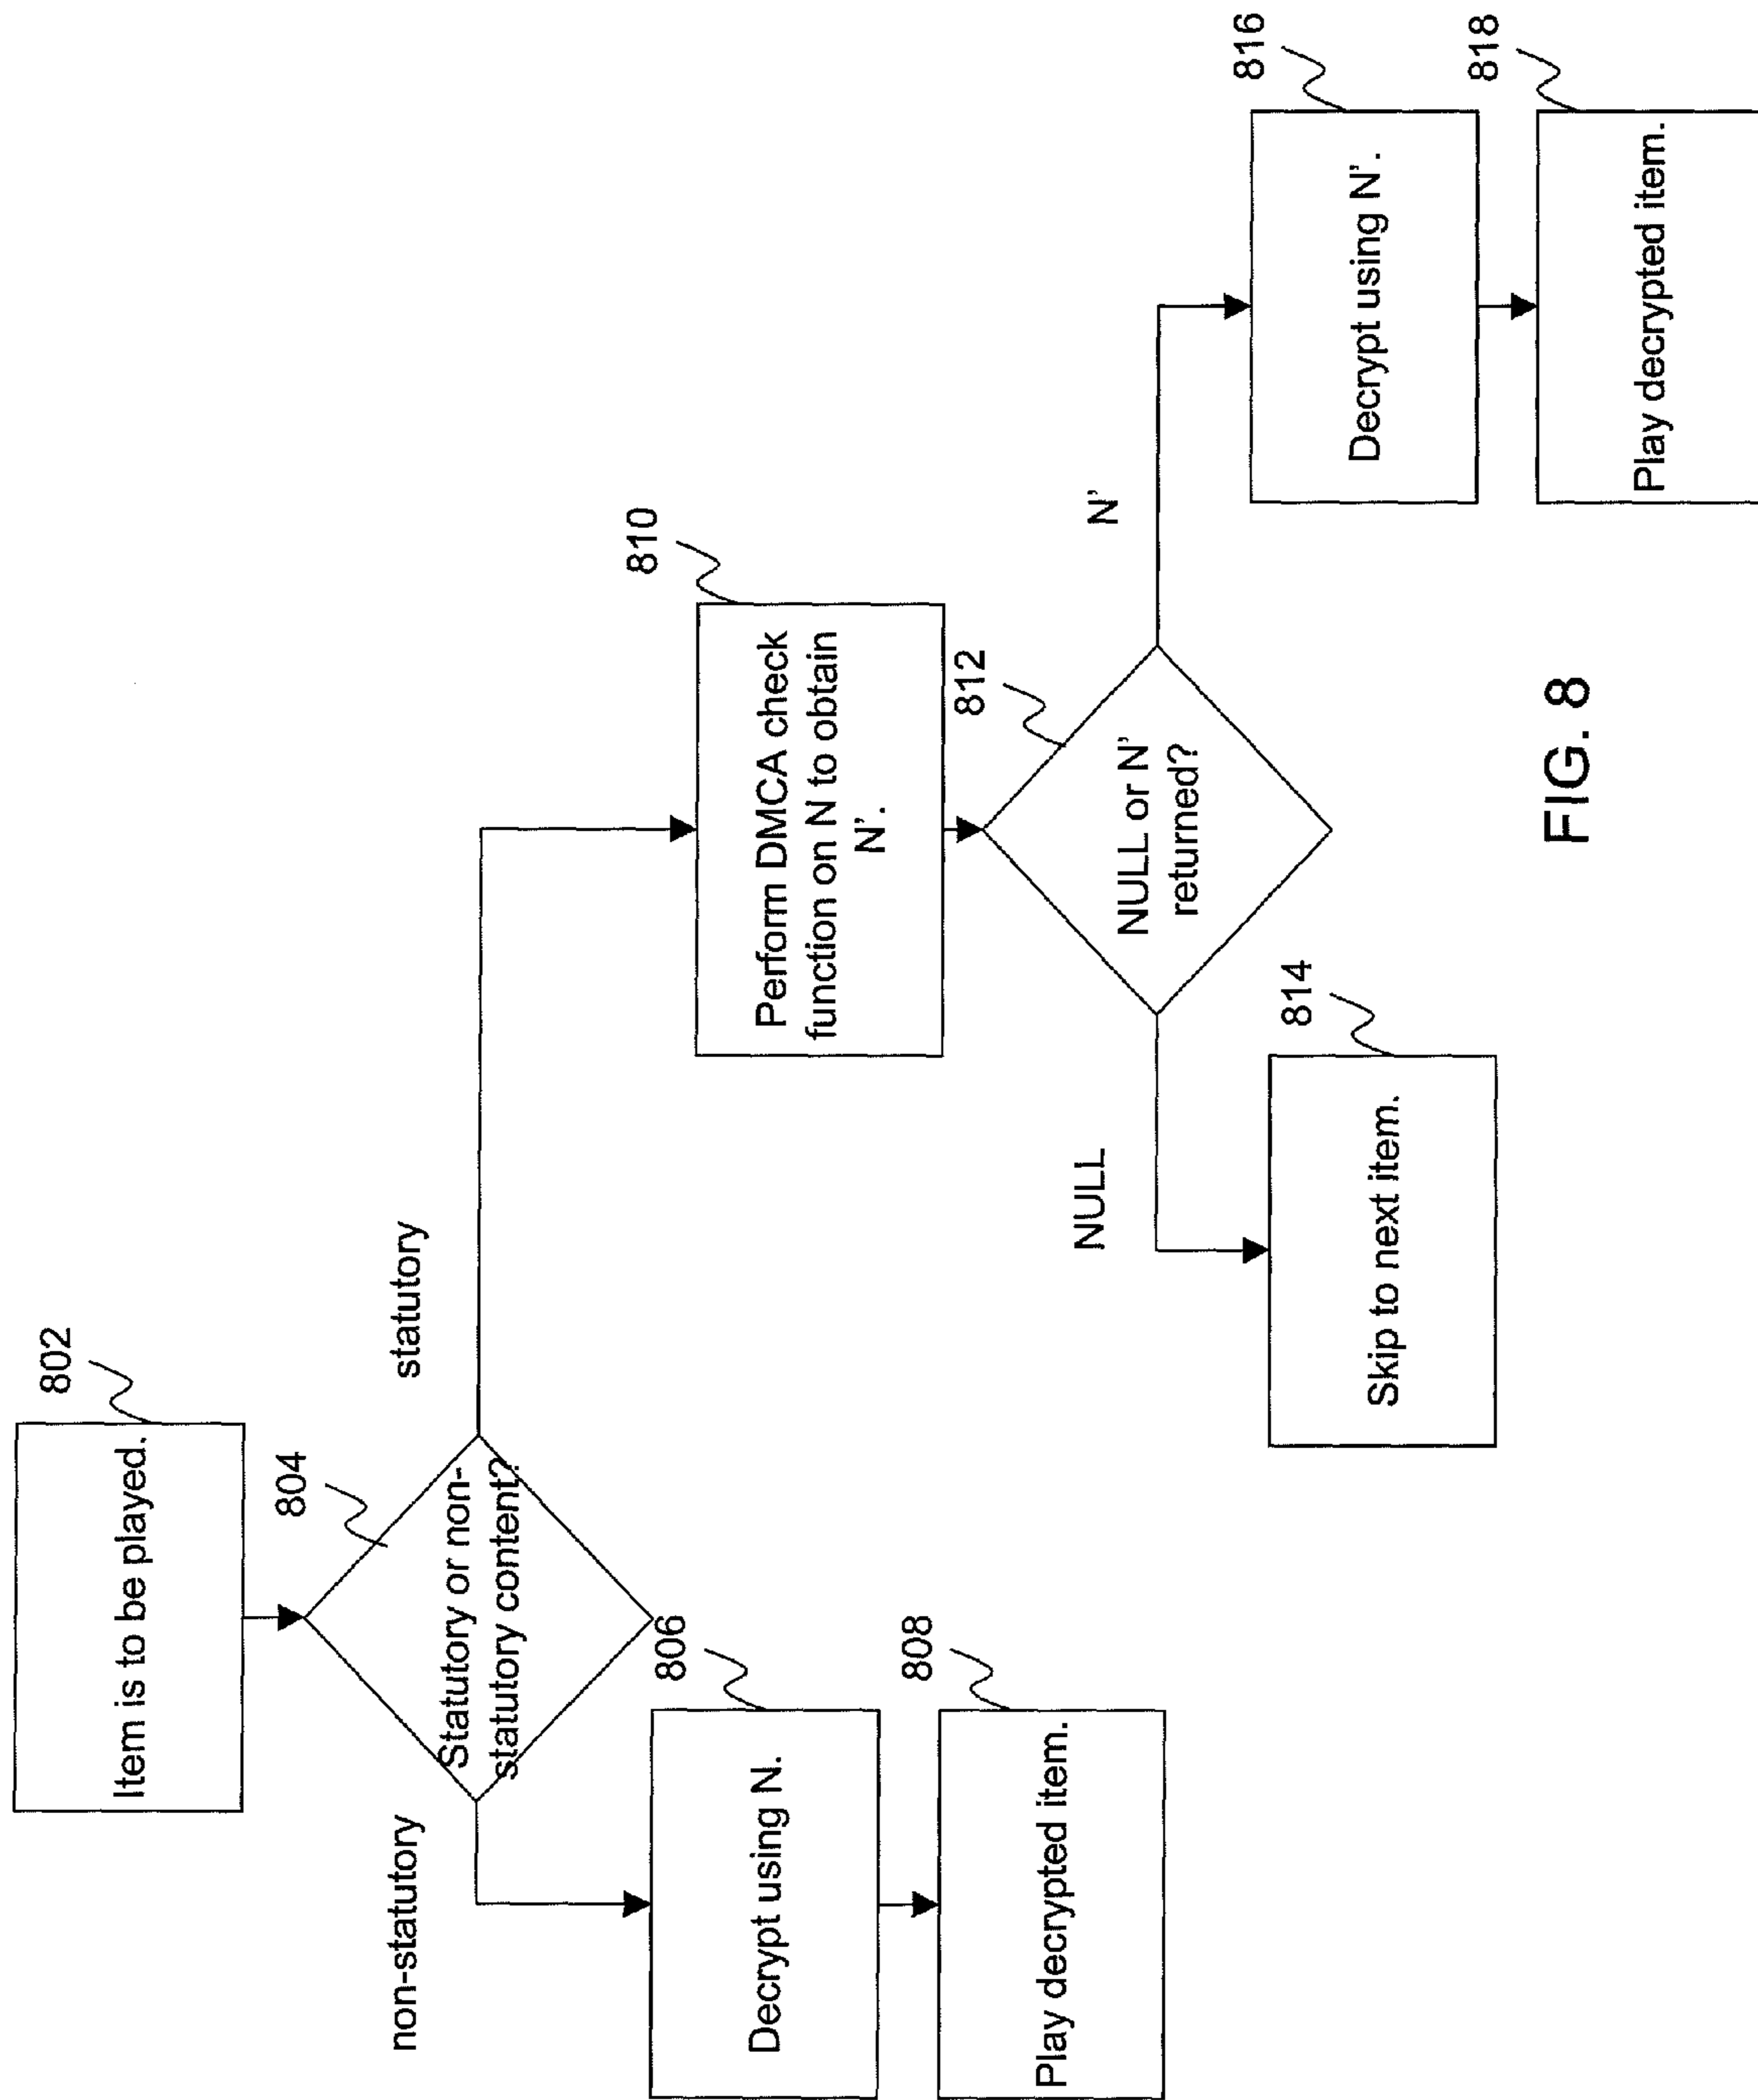 802
Item is to be played.
804
Statutory or non-
statutory content?
non-statutory
statutory
806
Decrypt using N.
808
Play decrypted item.
810
Perform DMCA check
function on N to obtain
N'.
812
NULL or N'
returned?
NULL
N'
814
Skip to next item.
816
Decrypt using N'.
818
Play decrypted item.
FIG. 8